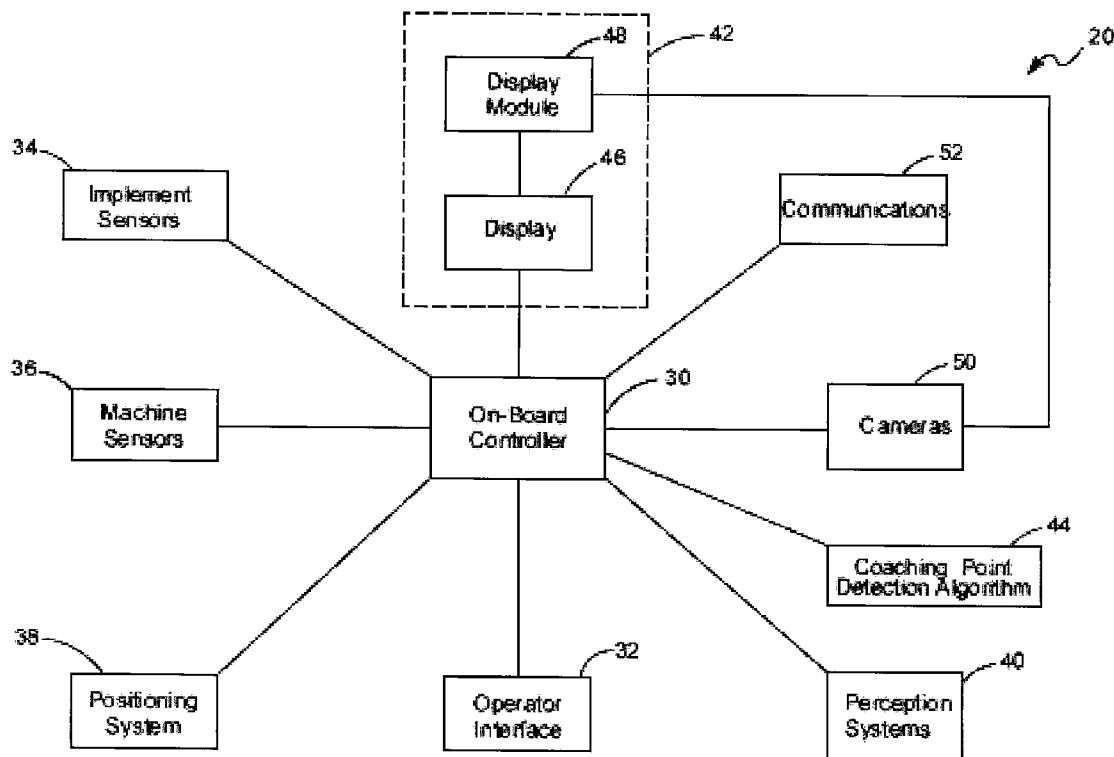 48
42
20
Display
Module
34
46
52
Implement
Sensors
Display
Communications
36
30
50
Machine
Sensors
On-Board
Controller
Cameras
44
Coaching Point
Detection Algorithm
38
32
40
Positioning
System
Operator
Interface
Perception
Systems